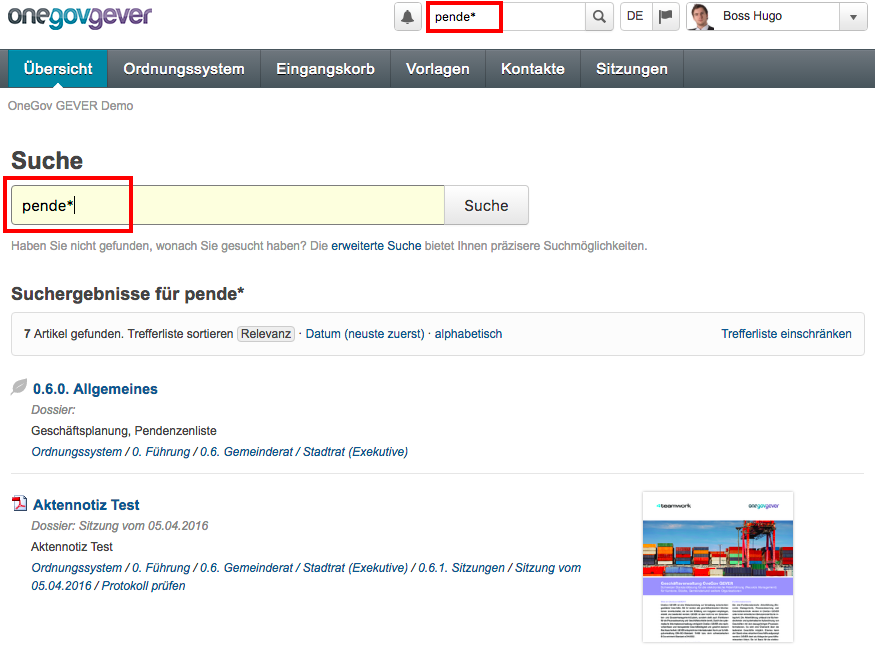 onegovgever
pende*
DE
Boss Hugo
Übersicht
Ordnungssystem
Eingangskorb
Vorlagen
Kontakte
Sitzungen
OneGov GEVER Demo
Suche
pende*
Suche
Haben Sie nicht gefunden, wonach Sie gesucht haben? Die erweiterte Suche bietet Ihnen präzisere Suchmöglichkeiten.
Suchergebnisse für pende*
7 Artikel gefunden. Trefferliste sortieren Relevanz · Datum (neuste zuerst) · alphabetisch
Trefferliste einschränken
0.6.0. Allgemeines
Dossier:
Geschäftsplanung, Pendenzenliste
Ordnungssystem / 0. Führung / 0.6. Gemeinderat / Stadtrat (Exekutive)
Aktennotiz Test
Dossier: Sitzung vom 05.04.2016
Aktennotiz Test
Ordnungssystem / 0. Führung / 0.6. Gemeinderat / Stadtrat (Exekutive) / 0.6.1. Sitzungen / Sitzung vom
05.04.2016 / Protokoll prüfen
teamwork
onegovgever
Geschäftsverwaltung OneGov GEVER